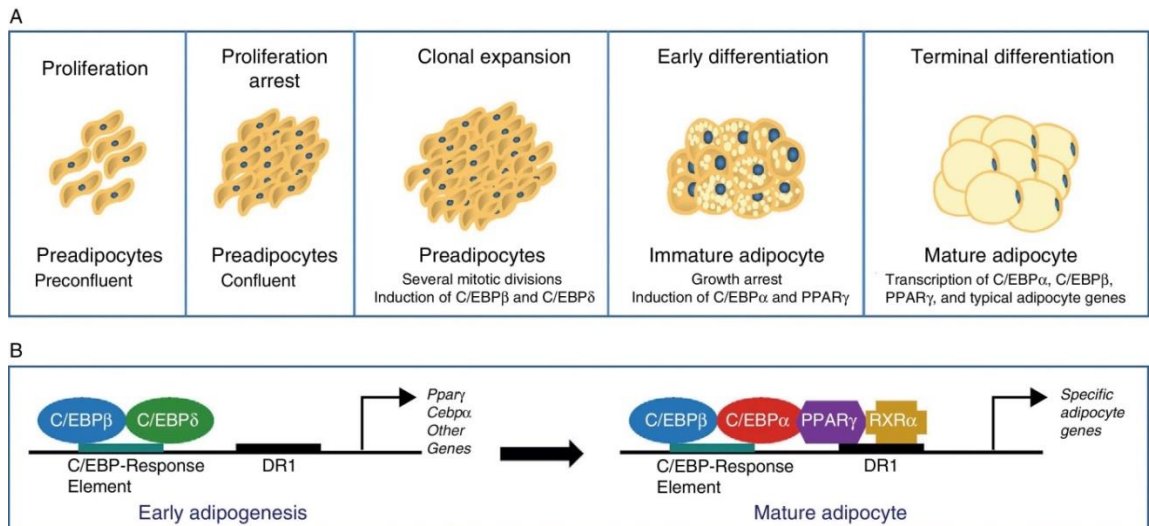 A
Proliferation
Preadipocytes
Preconfluent
Proliferation
arrest
Preadipocytes
Confluent
Clonal expansion
Preadipocytes
Several mitotic divisions
Induction of C/EBPβ and C/EBPδ
Early differentiation
Immature adipocyte
Growth arrest
Induction of C/EBPα and PPARγ
Terminal differentiation
Mature adipocyte
Transcription of C/EBPα, C/EBPβ,
PPARγ, and typical adipocyte genes
B
C/EBPβ C/EBPδ
C/EBP-Response
Element
DR1
Pparγ
Cebpα
Other
Genes
Early adipogenesis
C/EBPβ C/EBPα PPARγ RXRα
C/EBP-Response
Element
DR1
Specific
adipocyte
genes
Mature adipocyte